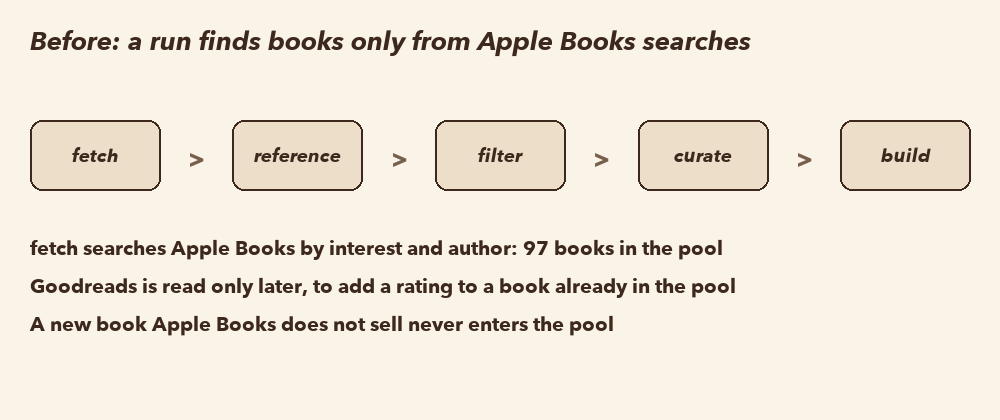 Before: a run finds books only from Apple Books searches
fetch > reference > filter > curate > build
fetch searches Apple Books by interest and author: 97 books in the pool
Goodreads is read only later, to add a rating to a book already in the pool
A new book Apple Books does not sell never enters the pool